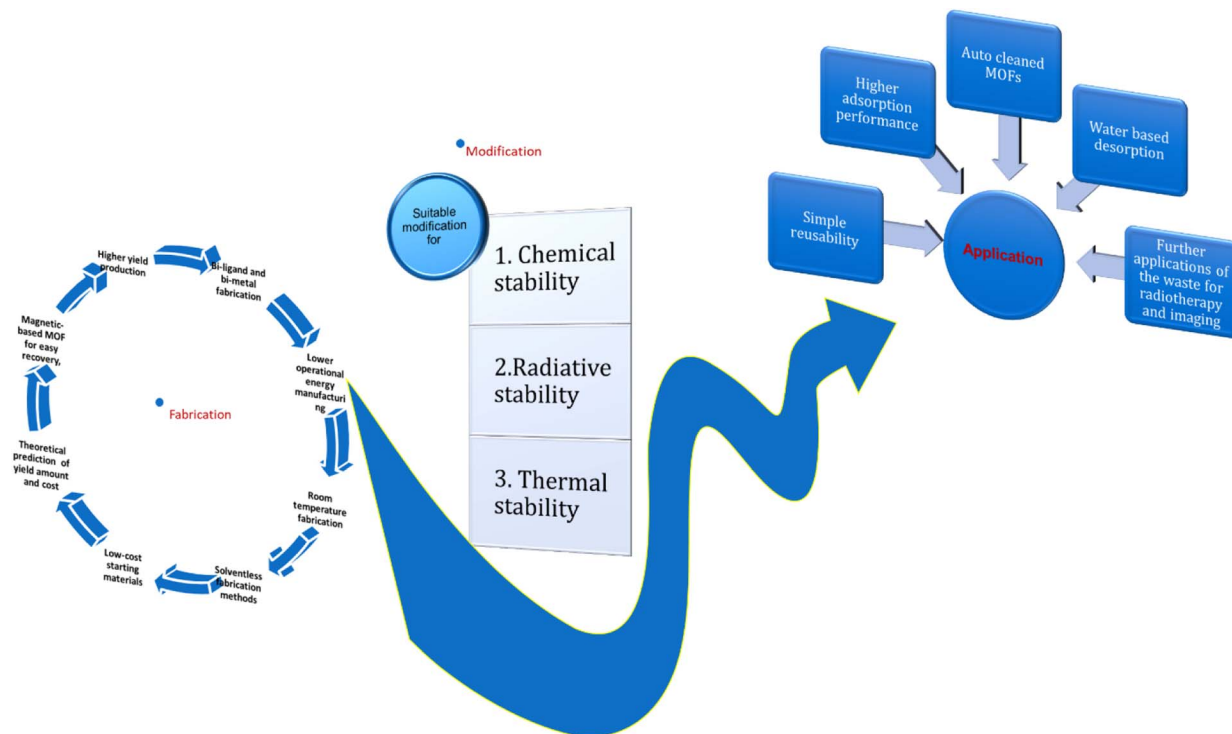 Higher yield
production
Bi-ligand and
bi-metal
fabrication
Lower
operational
energy
manufacturi
ng
Room
temperature
fabrication
Solventless
fabrication
methods
Low-cost
starting
materials
Theoretical
prediction of
yield amount
and cost
Magnetic-
based MOF
for easy
recovery,
Fabrication
Modification
Suitable
modification
for
1. Chemical
stability
2.Radiative
stability
3. Thermal
stability
Simple
reusability
Higher
adsorption
performance
Auto cleaned
MOFs
Water based
desorption
Further
applications of
the waste for
radiotherapy
and imaging
Application